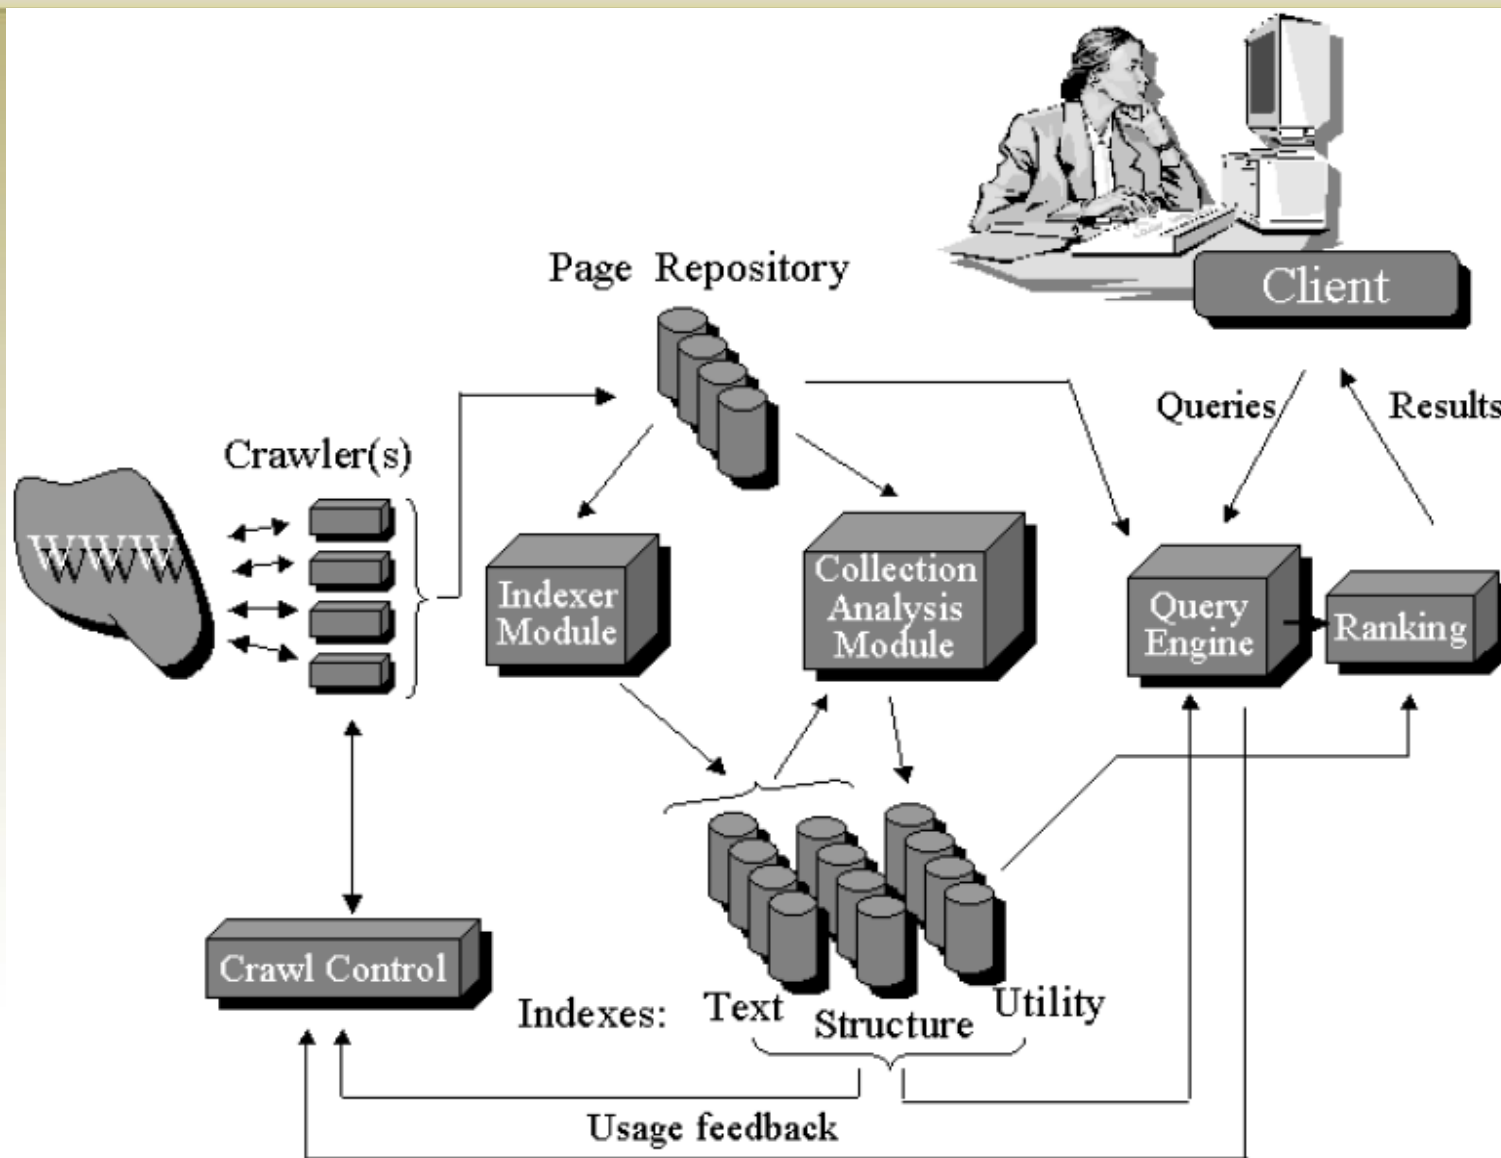 Page Repository
Client
Queries
Results
Crawler(s)
WWW
Indexer
Module
Collection
Analysis
Module
Query
Engine
Ranking
Crawl Control
Indexes:
Text
Structure
Utility
Usage feedback